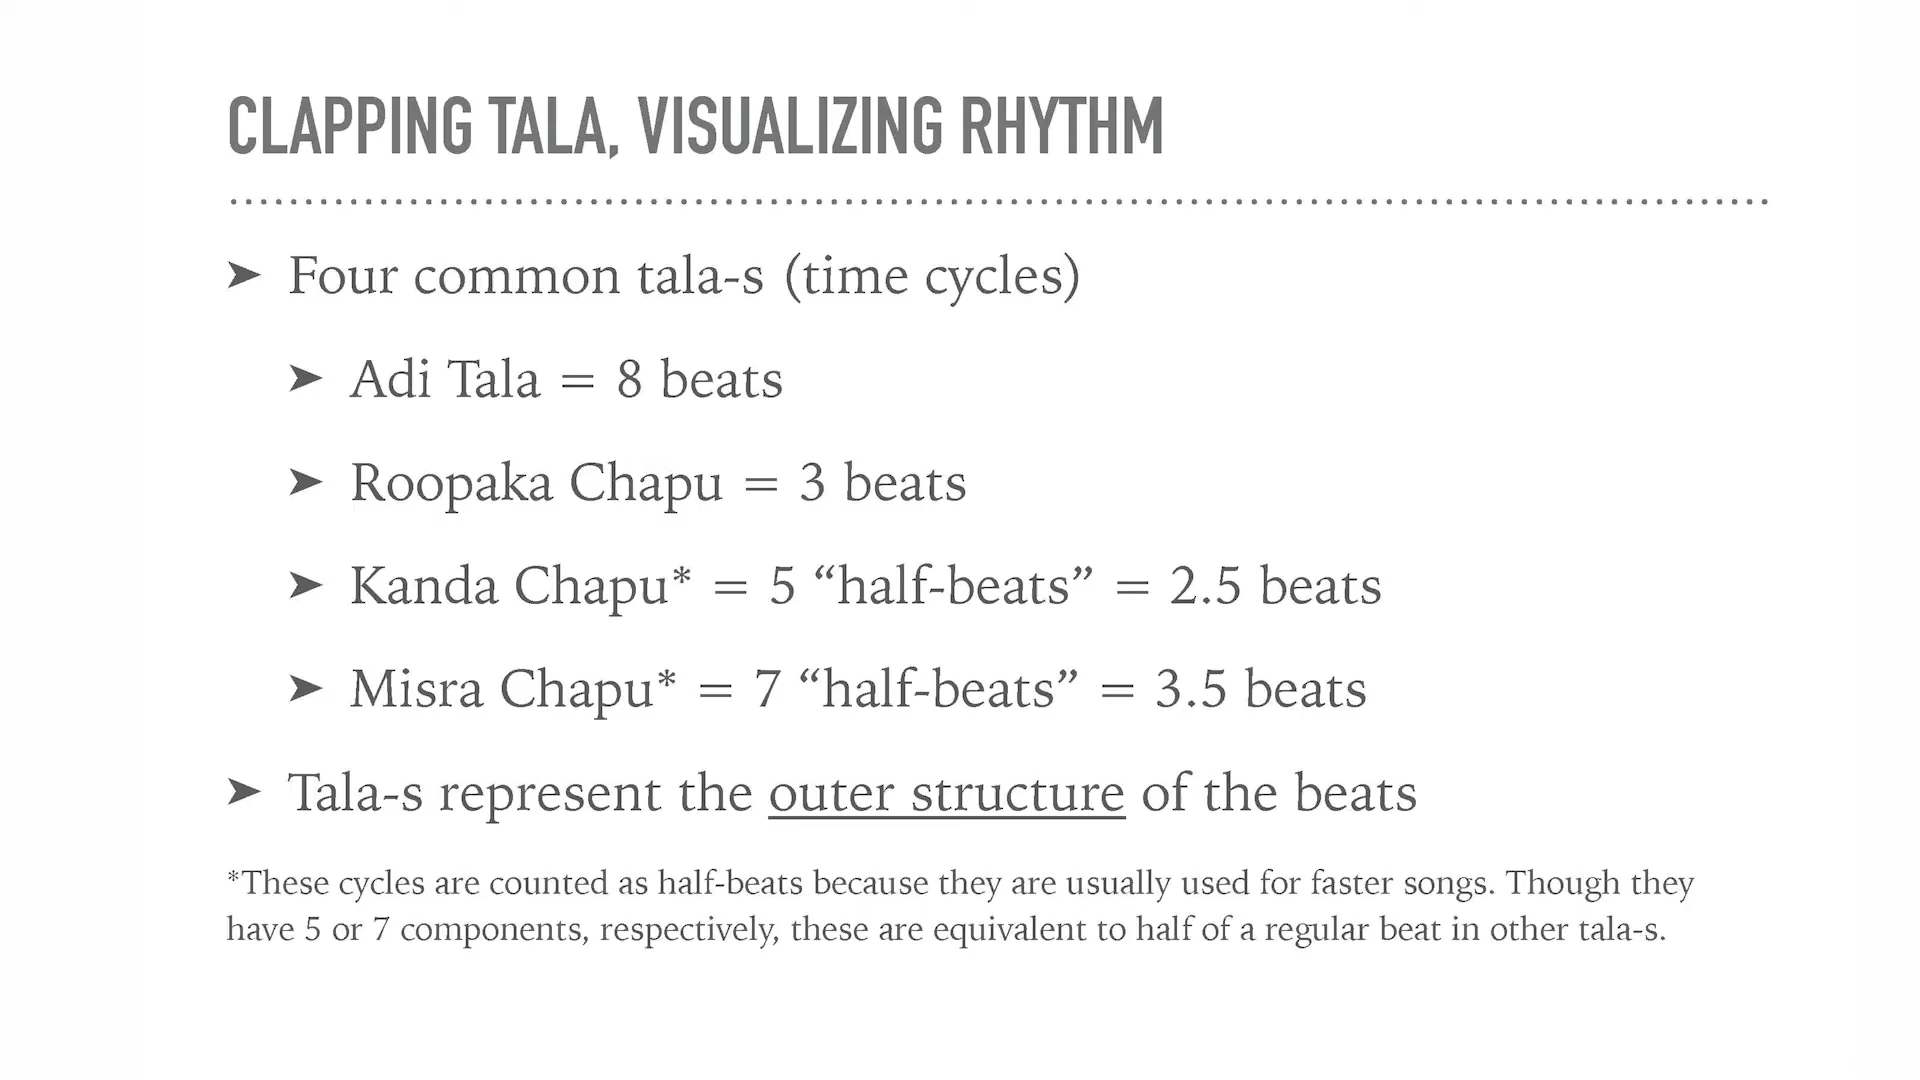 CLAPPING TALA, VISUALIZING RHYTHM
➤ Four common tala-s (time cycles)
➤ Adi Tala = 8 beats
➤ Roopaka Chapu = 3 beats
➤ Kanda Chapu* = 5 “half-beats” = 2.5 beats
➤ Misra Chapu* = 7 “half-beats” = 3.5 beats
➤ Tala-s represent the outer structure of the beats
*These cycles are counted as half-beats because they are usually used for faster songs. Though they
have 5 or 7 components, respectively, these are equivalent to half of a regular beat in other tala-s.